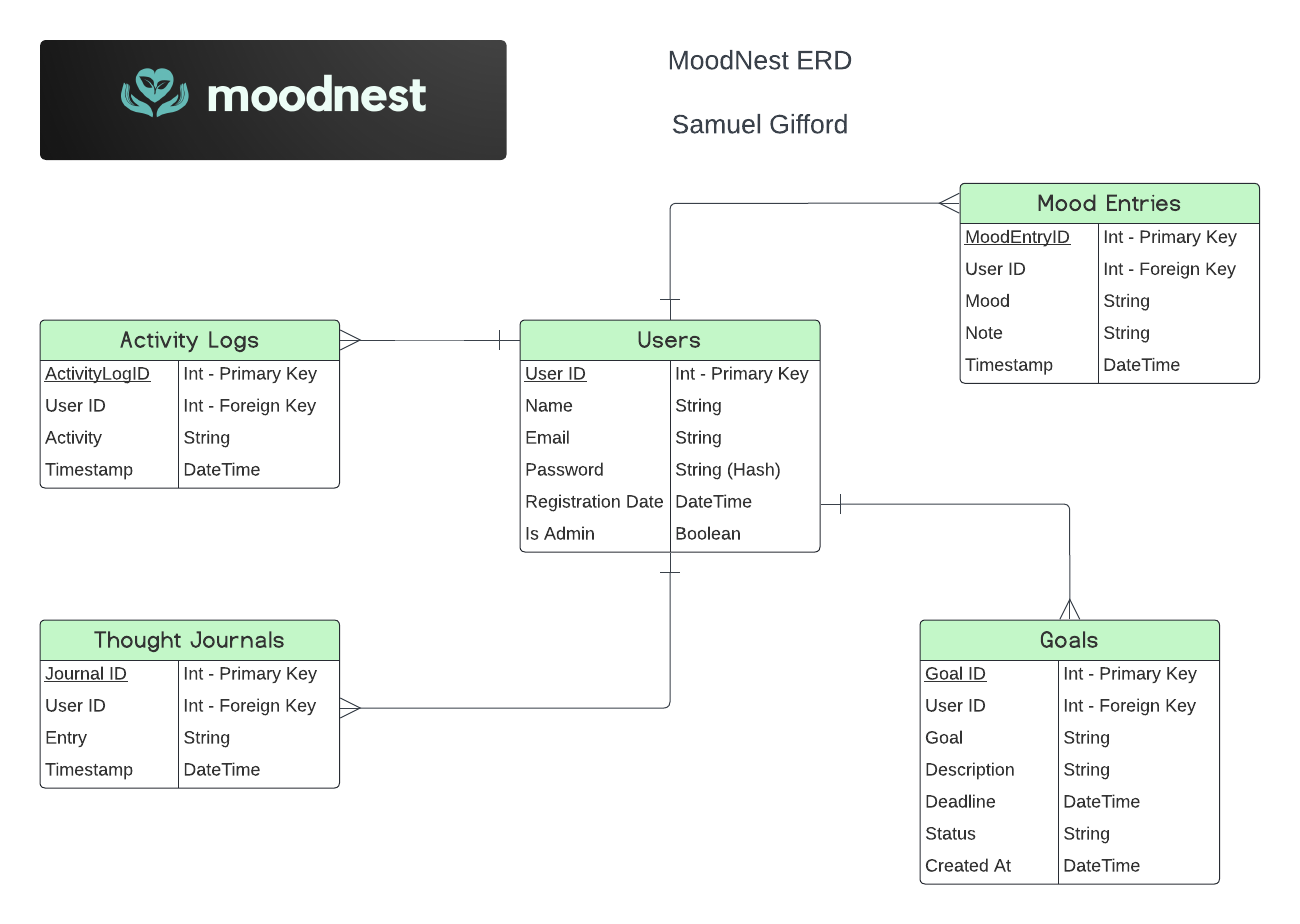 moodnest
MoodNest ERD
Samuel Gifford
Mood Entries
MoodEntryID Int - Primary Key
User ID Int - Foreign Key
Mood String
Note String
Timestamp DateTime
Activity Logs
ActivityLogID Int - Primary Key
User ID Int - Foreign Key
Activity String
Timestamp DateTime
Users
User ID Int - Primary Key
Name String
Email String
Password String (Hash)
Registration Date DateTime
Is Admin Boolean
Thought Journals
Journal ID Int - Primary Key
User ID Int - Foreign Key
Entry String
Timestamp DateTime
Goals
Goal ID Int - Primary Key
User ID Int - Foreign Key
Goal String
Description String
Deadline DateTime
Status String
Created At DateTime